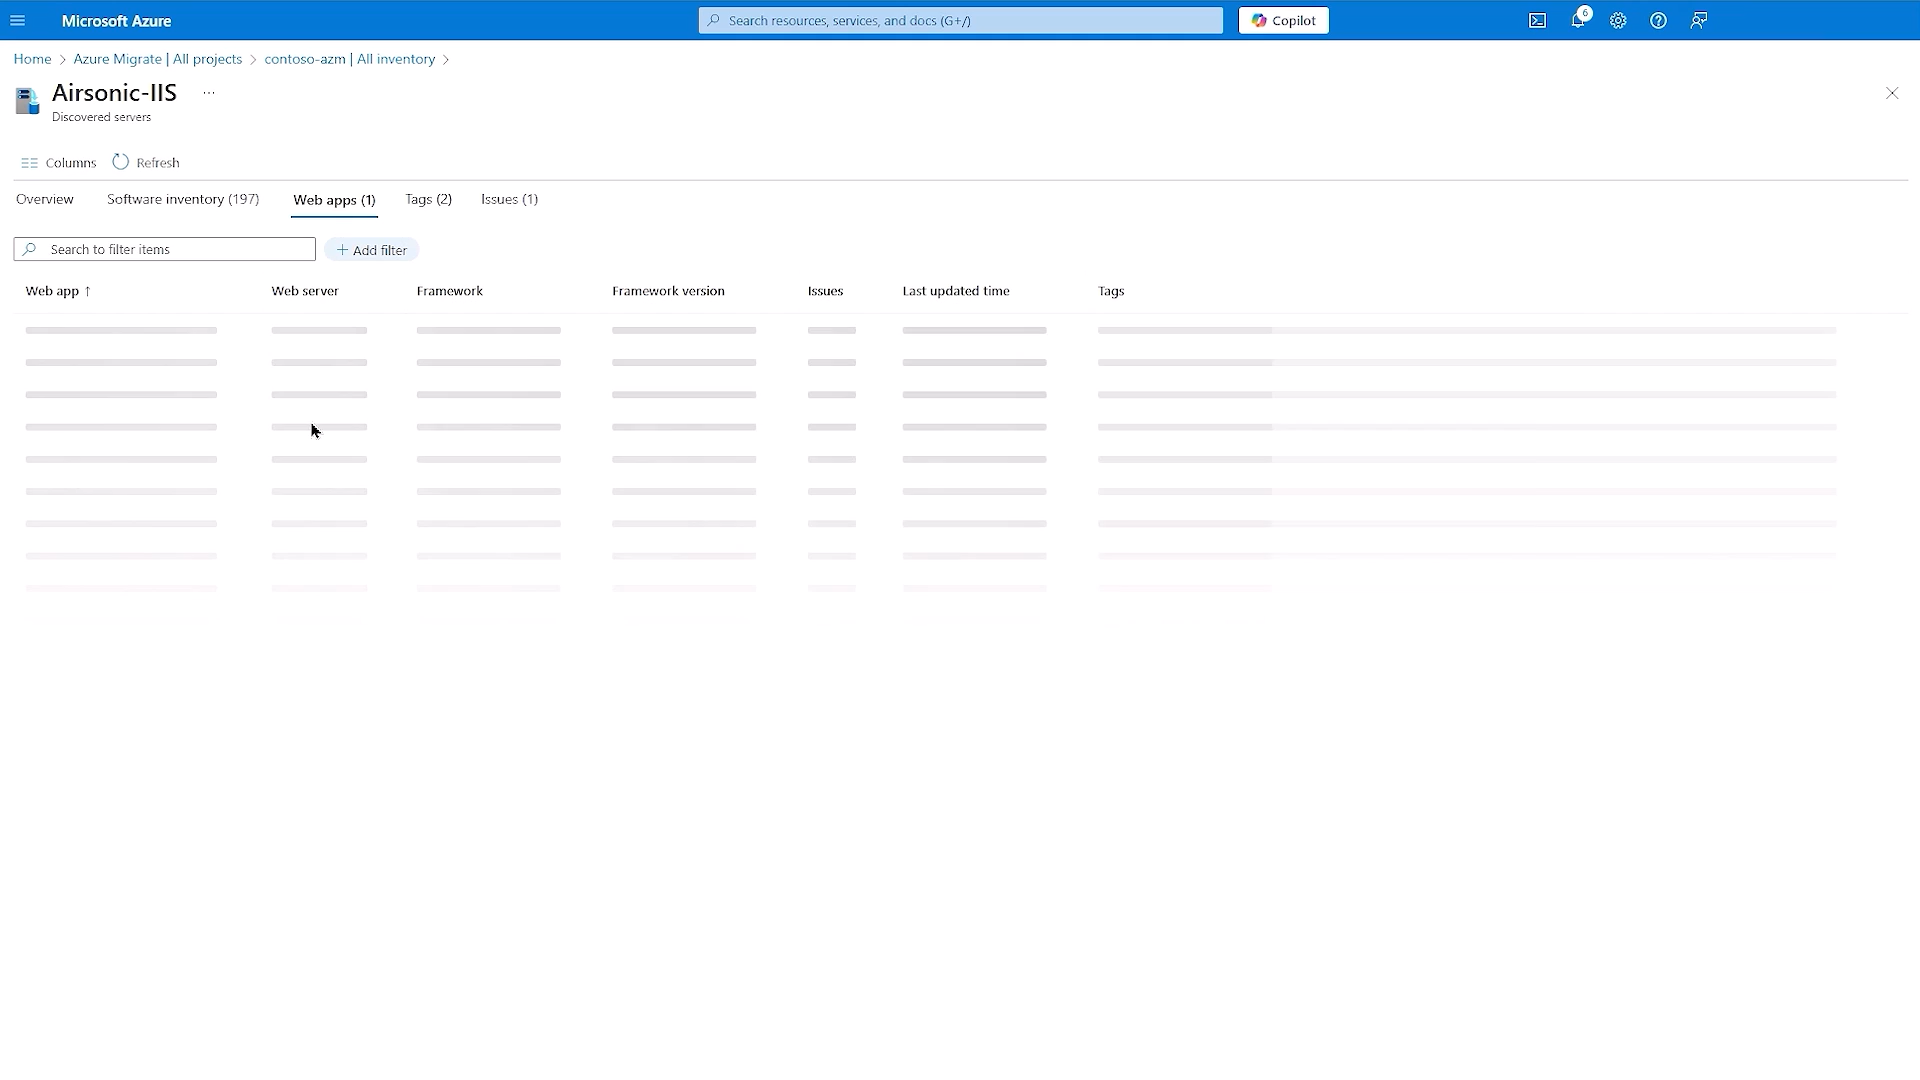 Microsoft Azure
Search resources, services, and docs (G+/)
Copilot
6
Home > Azure Migrate | All projects > contoso-azm | All inventory >
Airsonic-IIS ...
Discovered servers
Columns Refresh
Overview Software inventory (197) Web apps (1) Tags (2) Issues (1)
Search to filter items + Add filter
Web app ↑ Web server Framework Framework version Issues Last updated time Tags